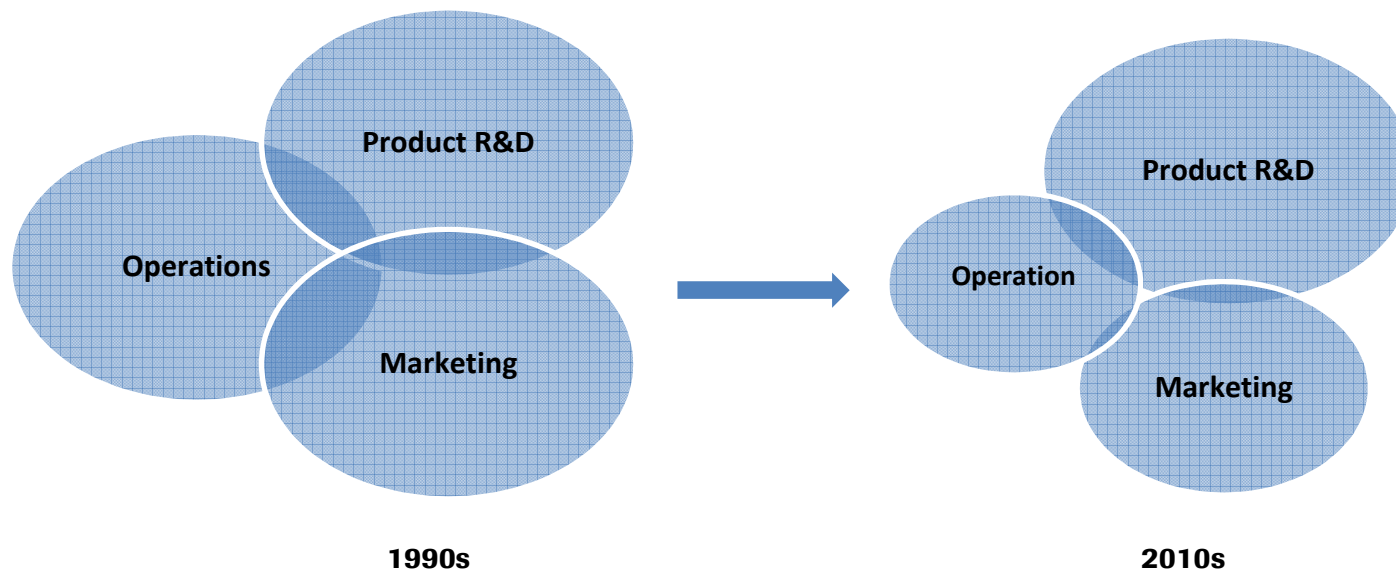 Product R&D
Operations
Marketing
1990s
Product R&D
Operation
Marketing
2010s